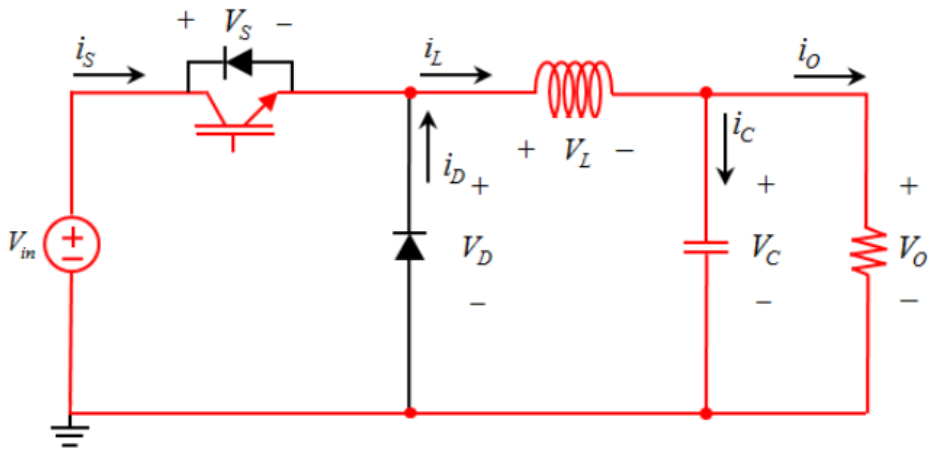 + V_S −
i_S
i_L
i_O
i_C
+ V_L −
i_D
+
V_D
−
+
V_C
−
+
V_O
−
V_in
+
−